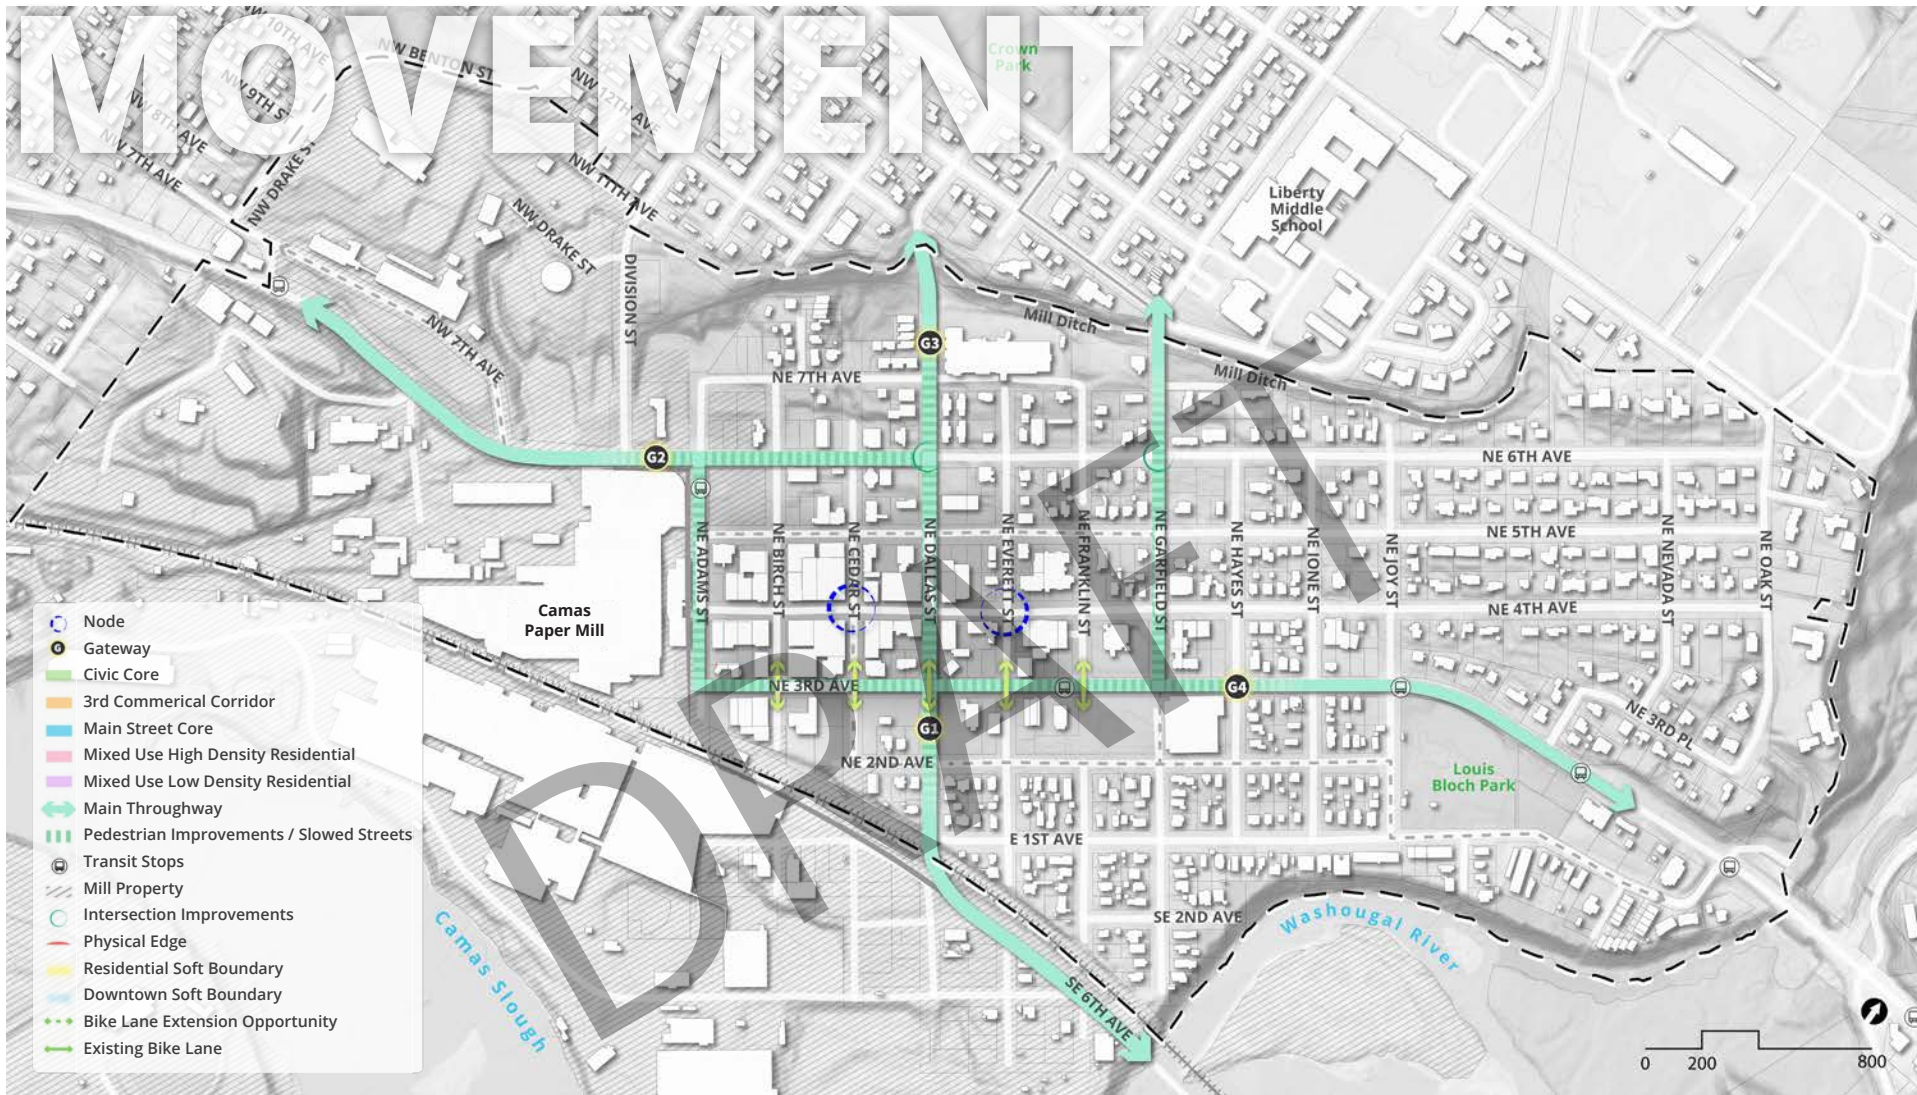 MOVEMENT
NW 10TH AVE
NW BENTON ST
NW 12TH AVE
Crown
Park
NW 9TH ST
NW 8TH AVE
NW 7TH AVE
NW DRAKE ST
NW 11TH AVE
Liberty
Middle
School
NW DRAKE ST
DIVISION ST
Mill Ditch
NW 7TH AVE
G3
NE 7TH AVE
Mill Ditch
G2
NE 6TH AVE
NE ADAMS ST
NE BIRCH ST
NE CEDAR ST
NE DALLAS ST
NE EVERETT ST
NE FRANKLIN ST
NE GARFIELD ST
NE HAYES ST
NE IONE ST
NE JOY ST
NE 5TH AVE
NE NEVADA ST
NE OAK ST
NE 4TH AVE
Camas
Paper Mill
NE 3RD AVE
G4
G1
NE 3RD PL
NE 2ND AVE
Louis
Bloch Park
E 1ST AVE
SE 2ND AVE
Washougal River
Camas Slough
SE 6TH AVE
DRAFT
Node
G Gateway
Civic Core
3rd Commerical Corridor
Main Street Core
Mixed Use High Density Residential
Mixed Use Low Density Residential
Main Throughway
Pedestrian Improvements / Slowed Streets
Transit Stops
Mill Property
Intersection Improvements
Physical Edge
Residential Soft Boundary
Downtown Soft Boundary
Bike Lane Extension Opportunity
Existing Bike Lane
0 200 800